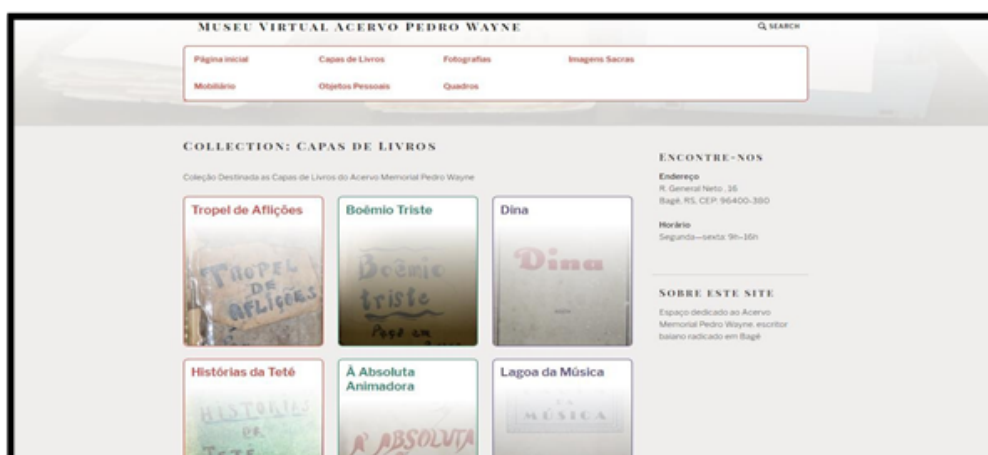 MUSEU VIRTUAL ACERVO PEDRO WAYNE
SEARCH
Página inicial
Capas de Livros
Fotografias
Imagens Sacras
Mobiliário
Objetos Pessoais
Quadros
COLLECTION: CAPAS DE LIVROS
Coleção Destinada as Capas de Livros do Acervo Memorial Pedro Wayne
Tropel de Aflições
TROPEL
DE
AFLIÇÕES
Boêmio Triste
Boêmio
triste
Dina
Dina
Histórias da Tetê
HISTORIAS
DE
TETÊ
À Absoluta
Animadora
A' ABSOLUTA
Lagoa da Música
MÚSICA
ENCONTRE-NOS
Endereço
R. General Neto , 16
Bagé, RS, CEP: 96400-380
Horário
Segunda—sexta: 9h–16h
SOBRE ESTE SITE
Espaço dedicado ao Acervo
Memorial Pedro Wayne, escritor
baiano radicado em Bagé